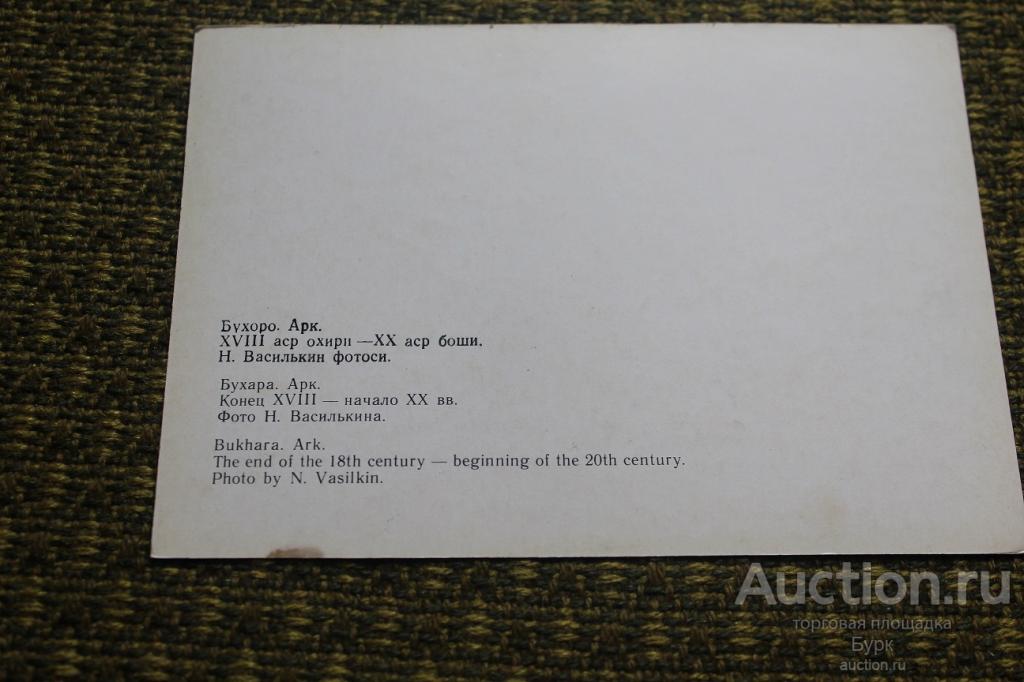 Бухоро. Арк.
XVIII аср охири —XX аср боши.
Н. Василькин фотоси.
Бухара. Арк.
Конец XVIII — начало XX вв.
Фото Н. Василькина.
Bukhara. Ark.
The end of the 18th century — beginning of the 20th century.
Photo by N. Vasilkin.
Auction.ru
торговая площадка
Бурк
auction.ru